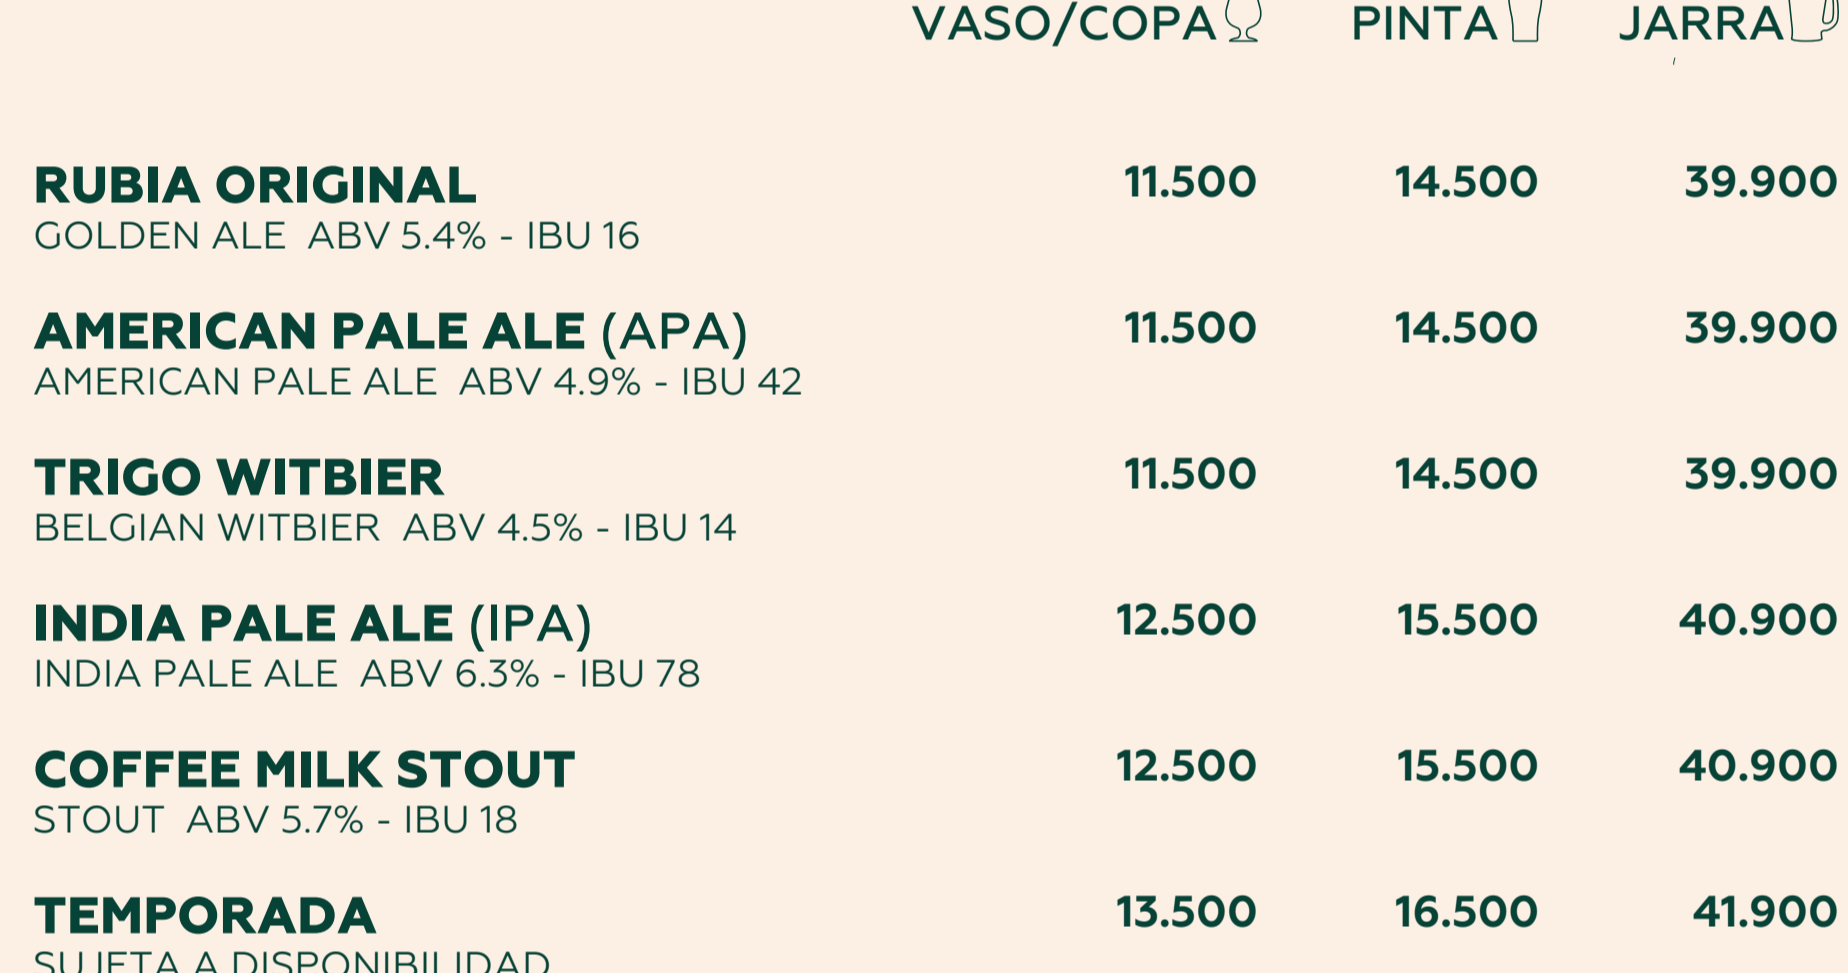 VASO/COPA PINTA JARRA
RUBIA ORIGINAL 11.500 14.500 39.900
GOLDEN ALE ABV 5.4% - IBU 16
AMERICAN PALE ALE (APA) 11.500 14.500 39.900
AMERICAN PALE ALE ABV 4.9% - IBU 42
TRIGO WITBIER 11.500 14.500 39.900
BELGIAN WITBIER ABV 4.5% - IBU 14
INDIA PALE ALE (IPA) 12.500 15.500 40.900
INDIA PALE ALE ABV 6.3% - IBU 78
COFFEE MILK STOUT 12.500 15.500 40.900
STOUT ABV 5.7% - IBU 18
TEMPORADA 13.500 16.500 41.900
SUJETA A DISPONIBILIDAD